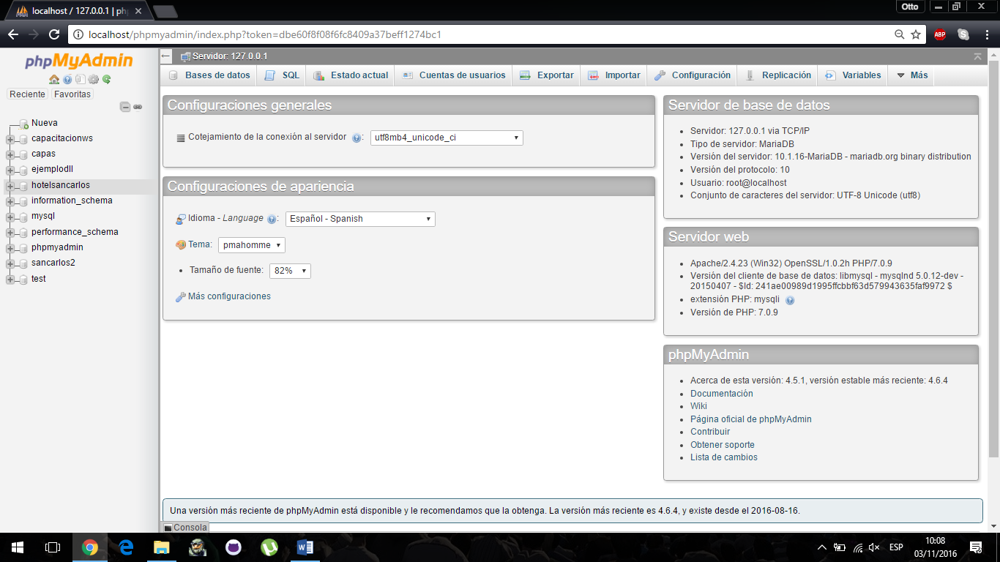 localhost / 127.0.0.1 | ph
Otto
localhost/phpmyadmin/index.php?token=dbe60f8f08f6fc8409a37beff1274bc1
ABP
phpMyAdmin
Reciente Favoritas
Nueva
capacitacionws
capas
ejemplodll
hotelsancarlos
information_schema
mysql
performance_schema
phpmyadmin
sancarlos2
test
Servidor: 127.0.0.1
Bases de datos SQL Estado actual Cuentas de usuarios Exportar Importar Configuración Replicación Variables Más
Configuraciones generales
Cotejamiento de la conexión al servidor : utf8mb4_unicode_ci
Configuraciones de apariencia
Idioma - Language : Español - Spanish
Tema: pmahomme
Tamaño de fuente: 82%
Más configuraciones
Servidor de base de datos
Servidor: 127.0.0.1 via TCP/IP
Tipo de servidor: MariaDB
Versión del servidor: 10.1.16-MariaDB - mariadb.org binary distribution
Versión del protocolo: 10
Usuario: root@localhost
Conjunto de caracteres del servidor: UTF-8 Unicode (utf8)
Servidor web
Apache/2.4.23 (Win32) OpenSSL/1.0.2h PHP/7.0.9
Versión del cliente de base de datos: libmysql - mysqlnd 5.0.12-dev -
20150407 - $Id: 241ae00989d1995ffcbbf63d579943635faf9972 $
extensión PHP: mysqli
Versión de PHP: 7.0.9
phpMyAdmin
Acerca de esta versión: 4.5.1, versión estable más reciente: 4.6.4
Documentación
Wiki
Página oficial de phpMyAdmin
Contribuir
Obtener soporte
Lista de cambios
Una versión más reciente de phpMyAdmin está disponible y le recomendamos que la obtenga. La versión más reciente es 4.6.4, y existe desde el 2016-08-16.
Consola
ESP
10:08
03/11/2016